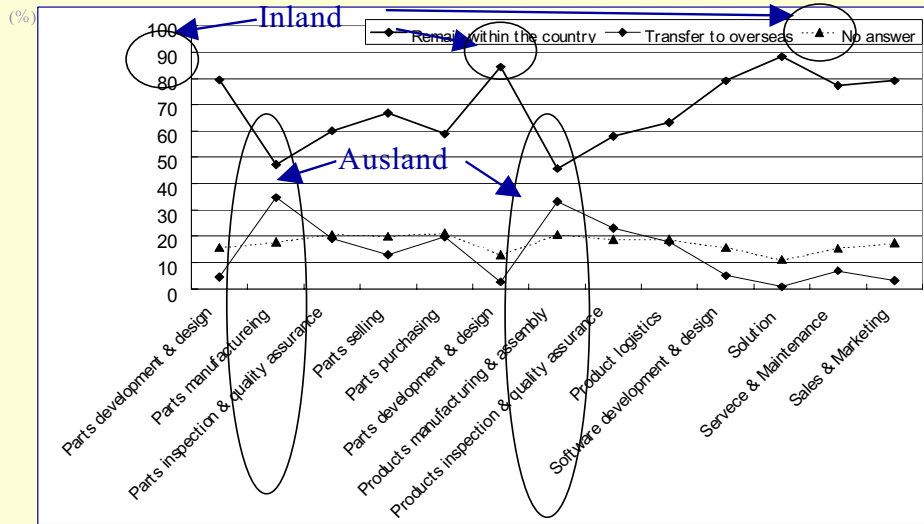 (%)
Inland
Remain within the country Transfer to overseas No answer
100
90
80
70
60
50
40
30
20
10
0
Ausland
Parts development & design
Parts manufactureing
Parts inspection & quality assurance
Parts selling
Parts purchasing
Parts development & design
Products manufacturing & assembly
Products inspection & quality assurance
Product logistics
Software development & design
Solution
Servece & Maintenance
Sales & Marketing